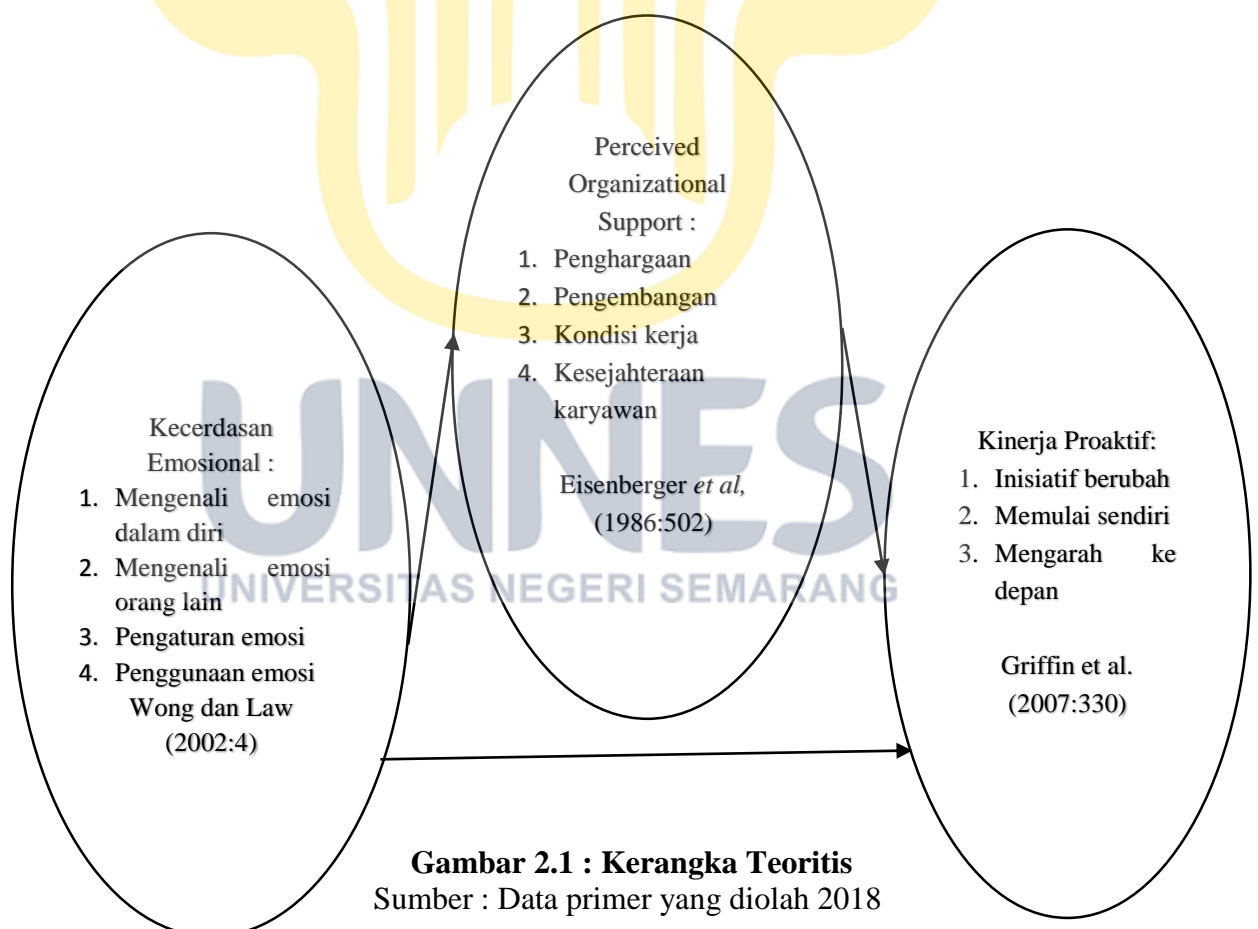 Perceived
Organizational
Support :
1. Penghargaan
2. Pengembangan
3. Kondisi kerja
4. Kesejahteraan
karyawan
Eisenberger et al,
(1986:502)
Kecerdasan
Emosional :
1. Mengenali emosi
dalam diri
2. Mengenali emosi
orang lain
3. Pengaturan emosi
4. Penggunaan emosi
Wong dan Law
(2002:4)
Kinerja Proaktif:
1. Inisiatif berubah
2. Memulai sendiri
3. Mengarah ke
depan
Griffin et al.
(2007:330)
UNNES
UNIVERSITAS NEGERI SEMARANG
Gambar 2.1 : Kerangka Teoritis
Sumber : Data primer yang diolah 2018